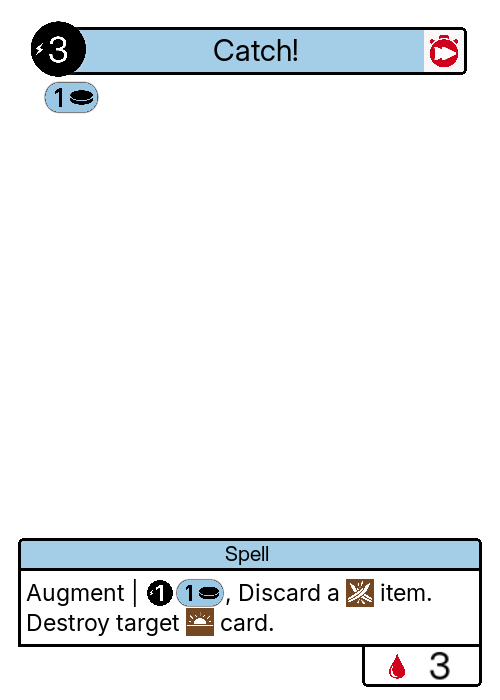 3
Catch!
1
Spell
Augment | 1 1 , Discard a item.
Destroy target card.
3